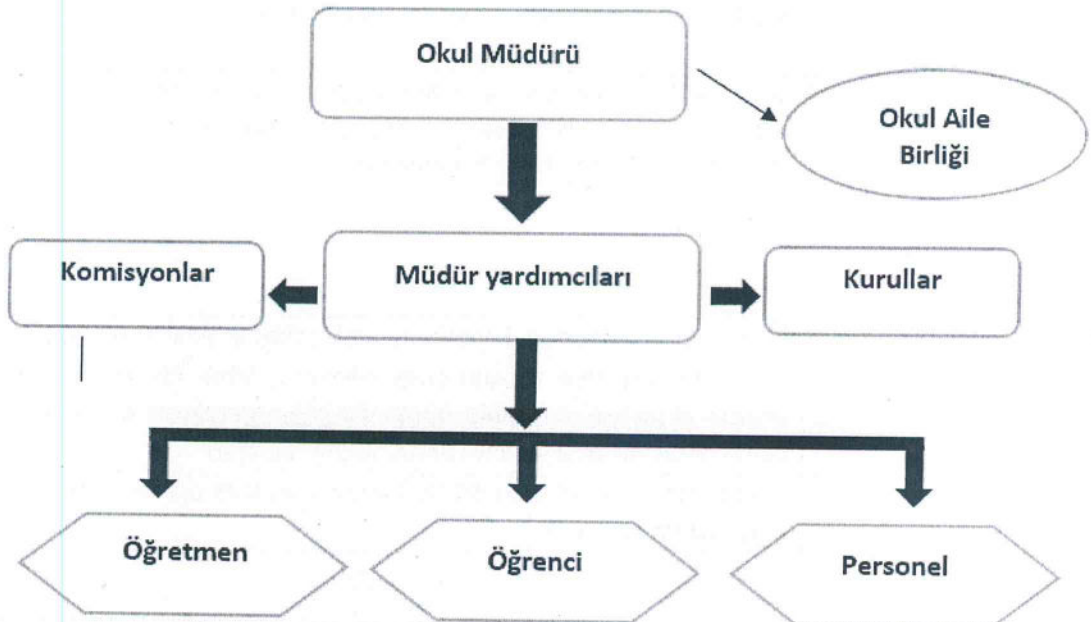 Okul Müdürü
Okul Aile
Birliği
Komisyonlar
Müdür yardımcıları
Kurullar
Öğretmen
Öğrenci
Personel